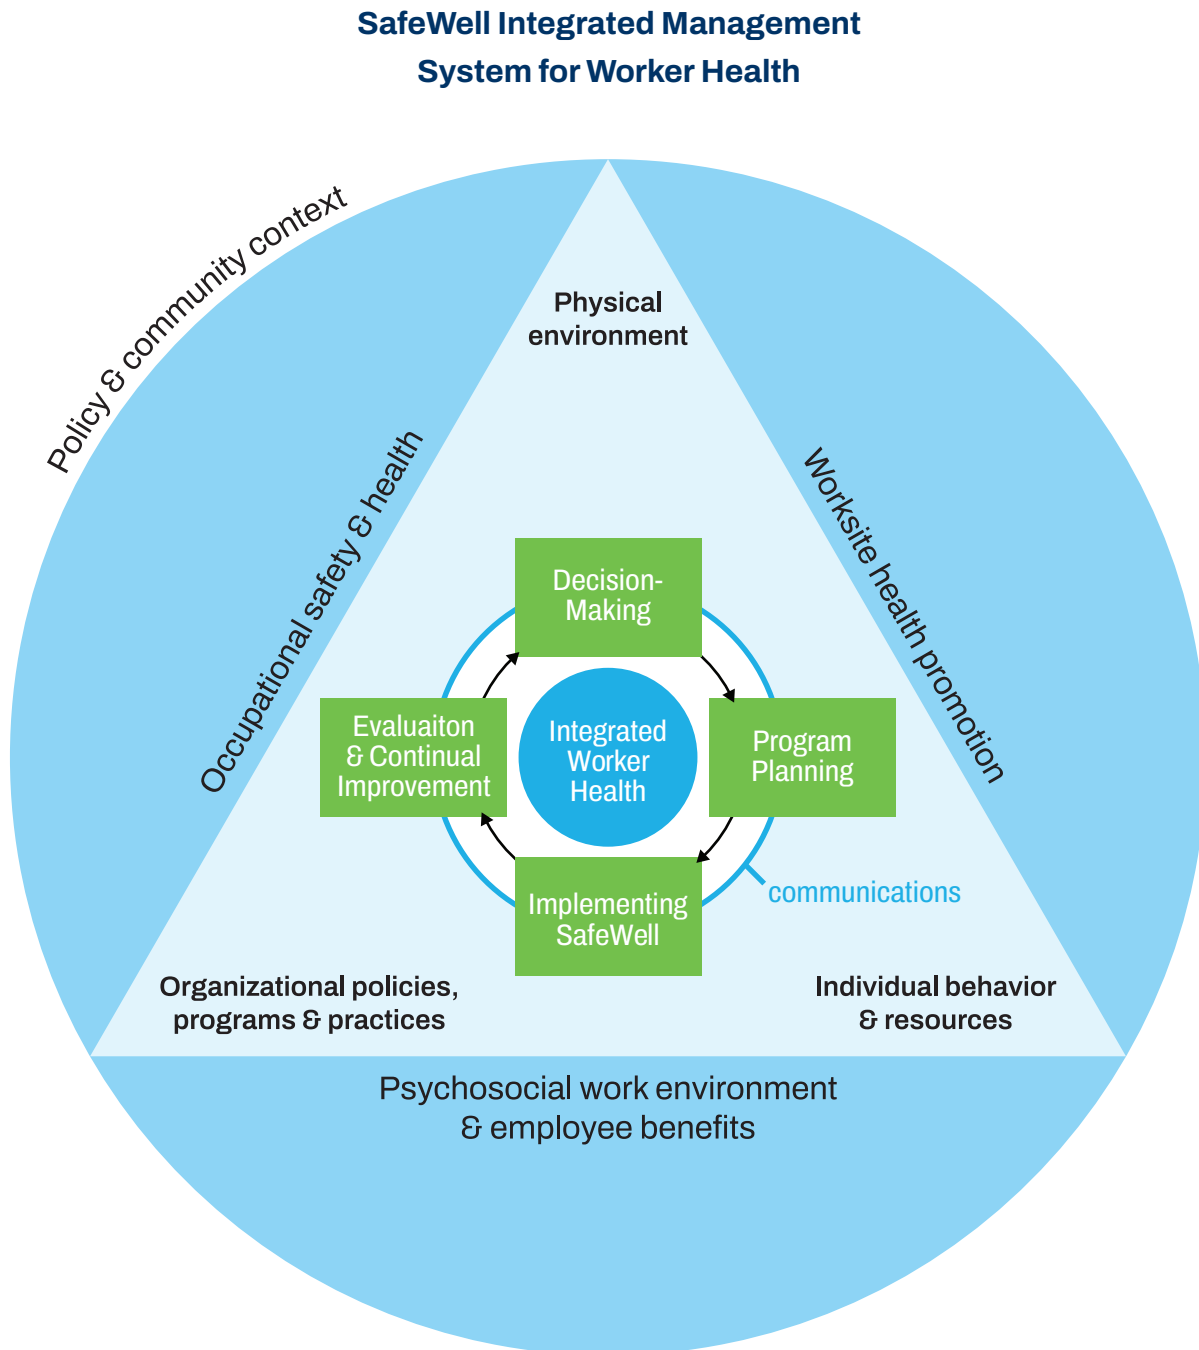 SafeWell Integrated Management
System for Worker Health
Policy & community context
Physical
environment
Occupational safety & health
Worksite health promotion
Decision-
Making
Evaluaiton
& Continual
Improvement
Integrated
Worker
Health
Program
Planning
Implementing
SafeWell
communications
Organizational policies,
programs & practices
Individual behavior
& resources
Psychosocial work environment
& employee benefits